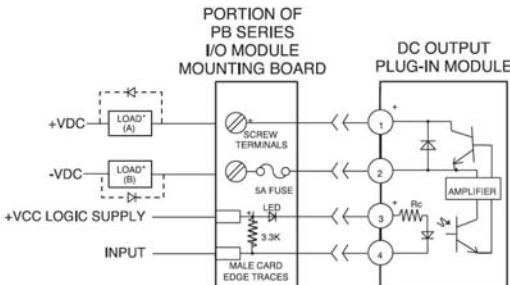 PORTION OF
PB SERIES
I/O MODULE
MOUNTING BOARD
DC OUTPUT
PLUG-IN MODULE
+VDC
LOAD*
(A)
+
SCREW
TERMINALS
+
1
-VDC
LOAD*
(B)
5A FUSE
2
AMPLIFIER
+VCC LOGIC SUPPLY
+
LED
3.3K
+
3
Rc
INPUT
4
MALE CARD
EDGE TRACES